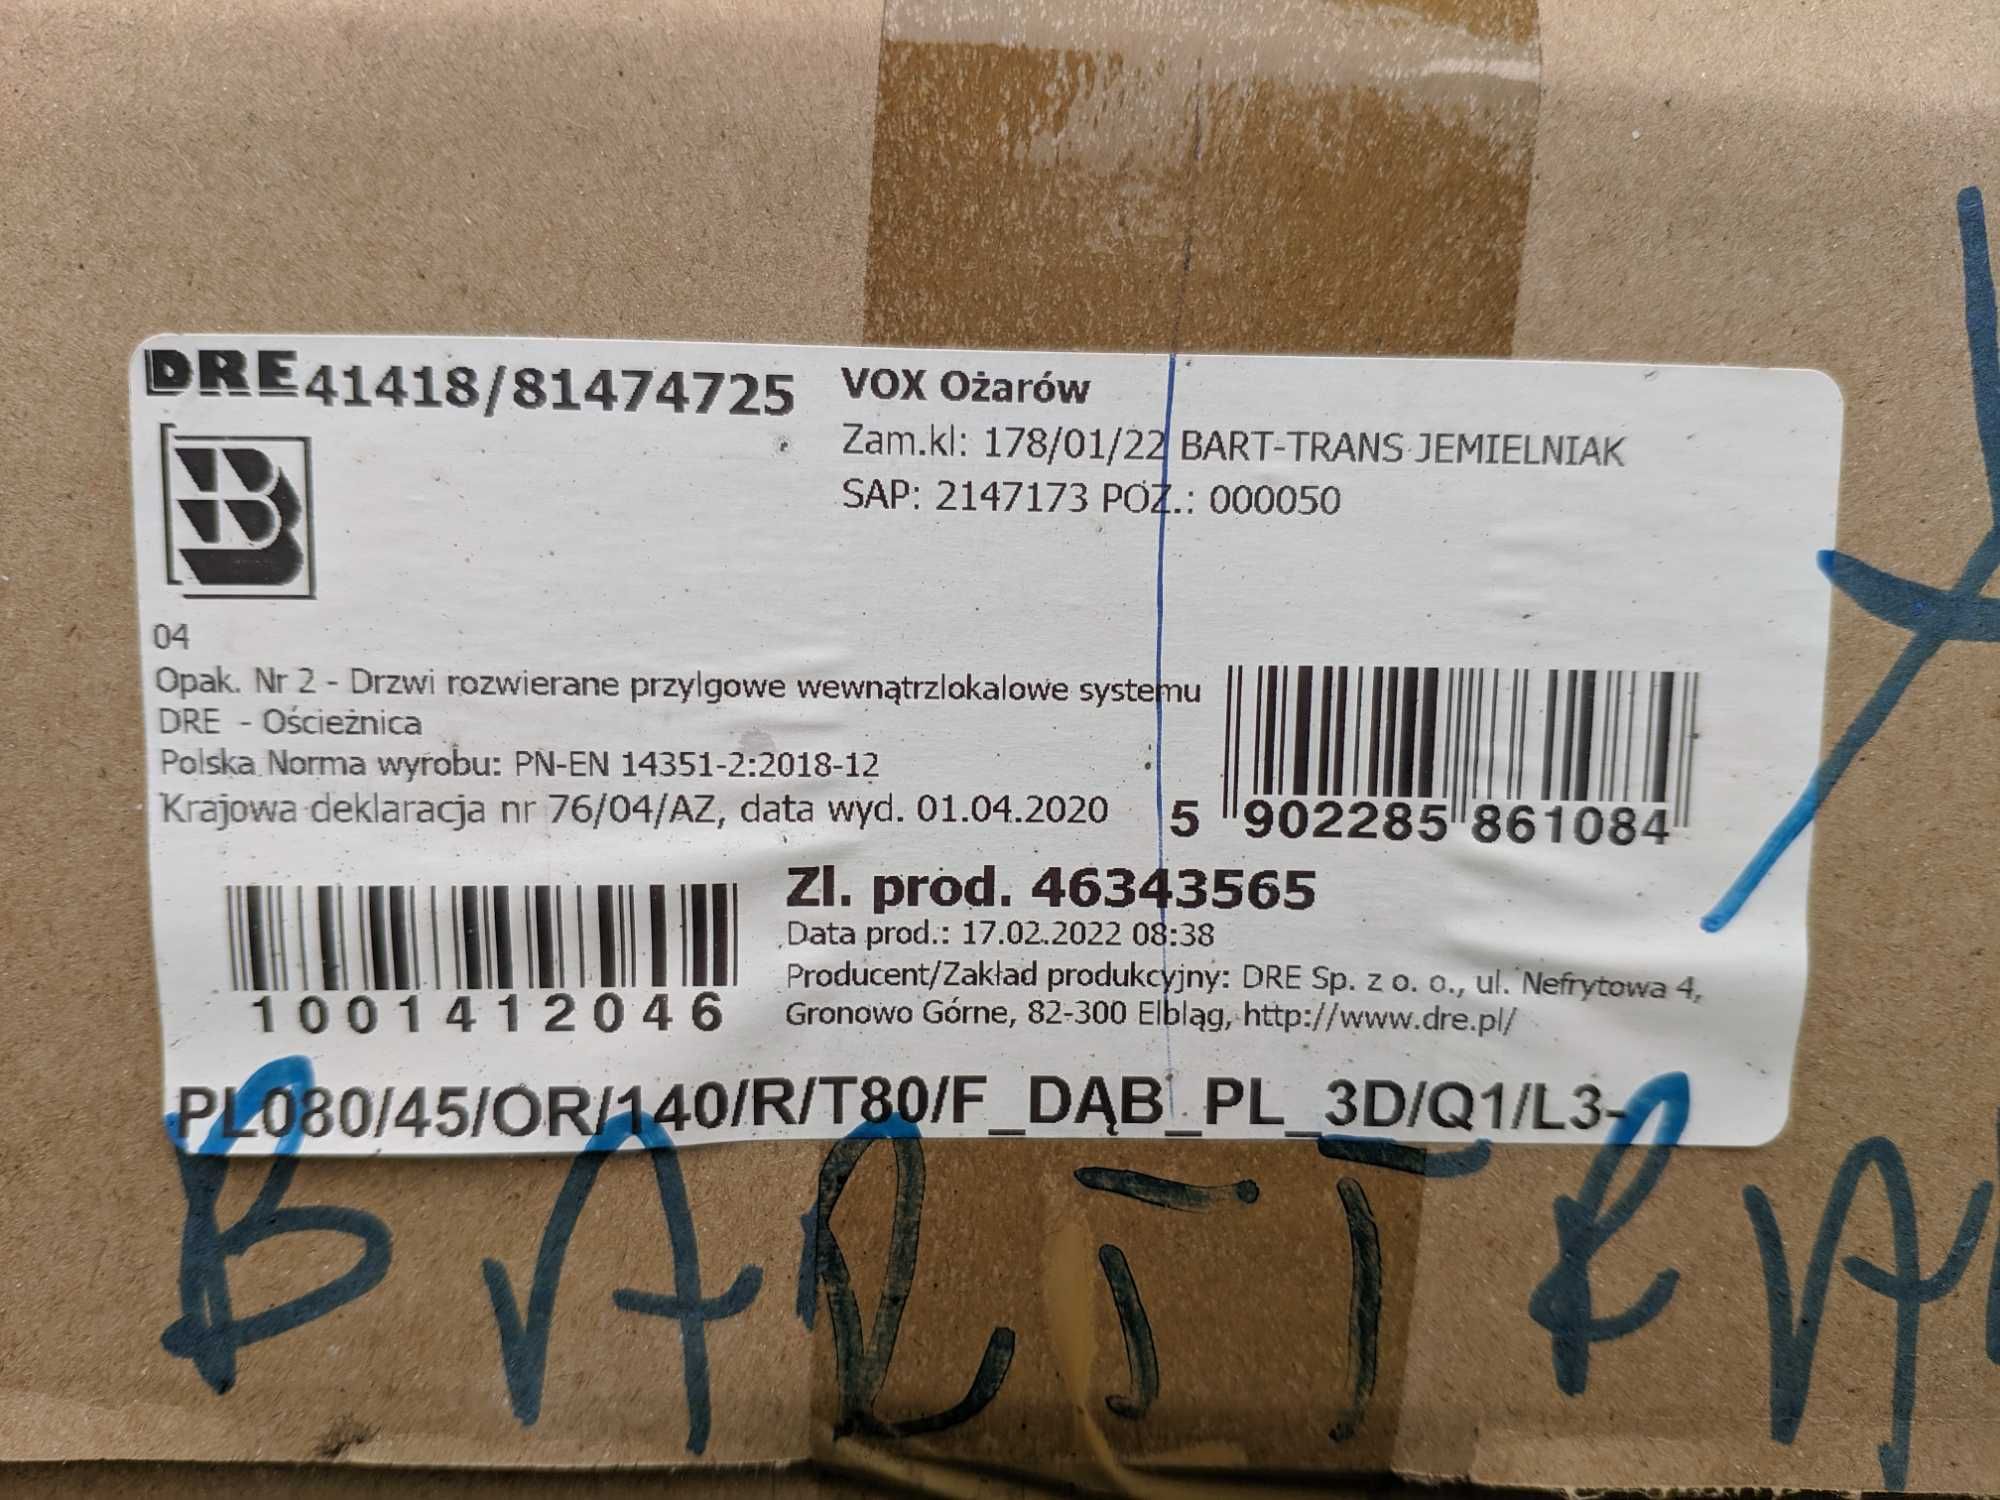 DRE 41418/81474725
VOX Ożarów
Zam.kl: 178/01/22 BART-TRANS JEMIELNIAK
SAP: 2147173 POZ.: 000050
B
04
Opak. Nr 2 - Drzwi rozwierane przylgowe wewnątrzlokalowe systemu
DRE - Ościeżnica
Polska Norma wyrobu: PN-EN 14351-2:2018-12
Krajowa deklaracja nr 76/04/AZ, data wyd. 01.04.2020
5 902285 861084
Zl. prod. 46343565
Data prod.: 17.02.2022 08:38
Producent/Zakład produkcyjny: DRE Sp. z o. o., ul. Nefrytowa 4,
Gronowo Górne, 82-300 Elbląg, http://www.dre.pl/
1001412046
PL080/45/OR/140/R/T80/F_DĄB_PL_3D/Q1/L3-
BART TRA